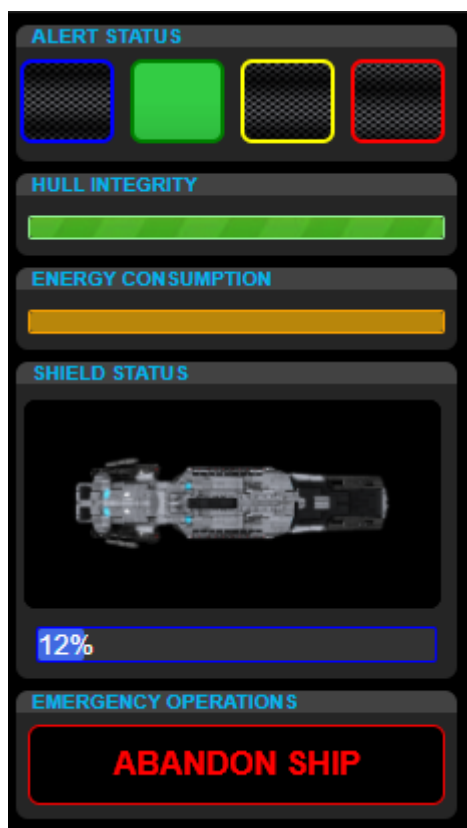 ALERT STATUS
HULL INTEGRITY
ENERGY CONSUMPTION
SHIELD STATUS
12%
EMERGENCY OPERATIONS
ABANDON SHIP